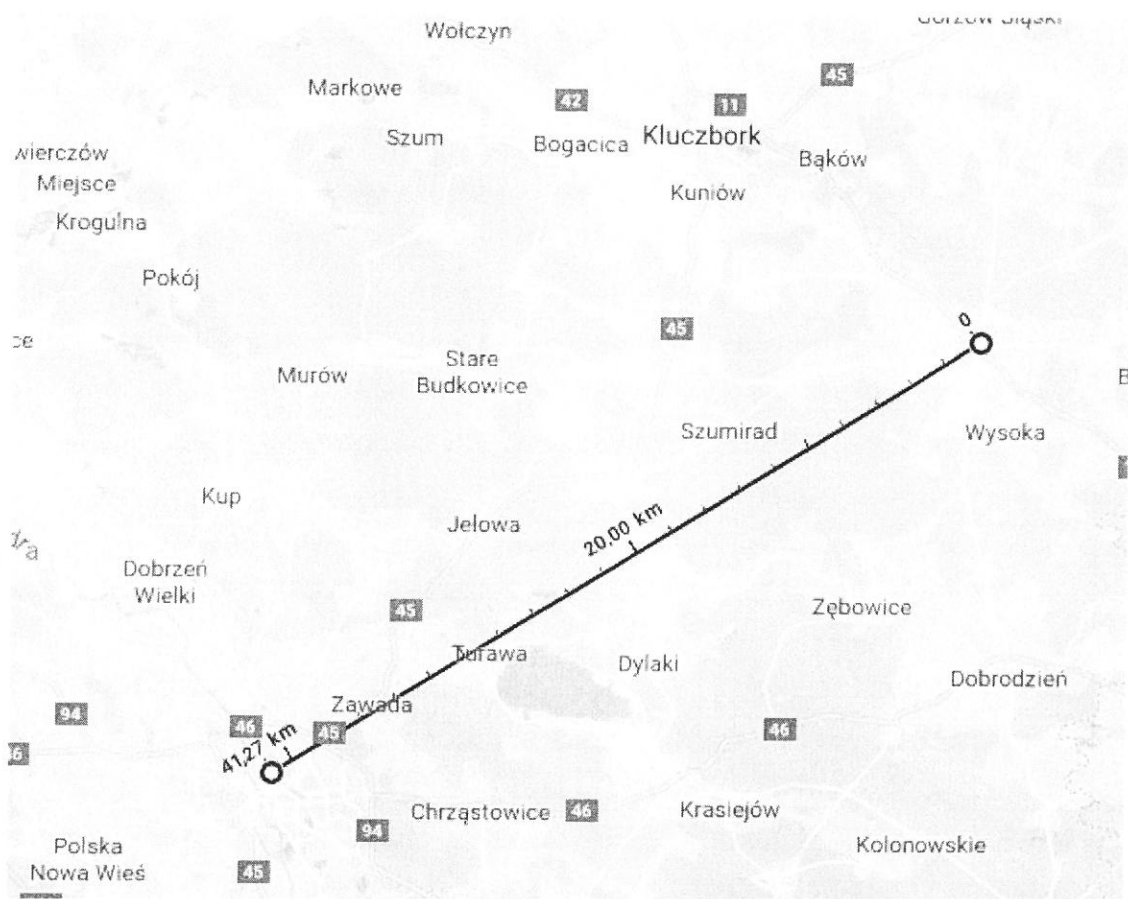 Wołczyn
Markowe
45
42
11
Szum
Bogacica
Kluczbork
Bąków
Miejsce
Kuniów
Krogulna
Pokój
45
0
Murów
Stare
Budkowice
Szumirad
Wysoka
Kup
20,00 km
Jełowa
Dobrzeń
Wielki
45
Zębowice
Turawa
Dylaki
Dobrodzień
Zawada
94
46
45
46
41,27 km
Chrząstowice
46
Krasiejów
94
Polska
Nowa Wieś
45
Kolonowskie